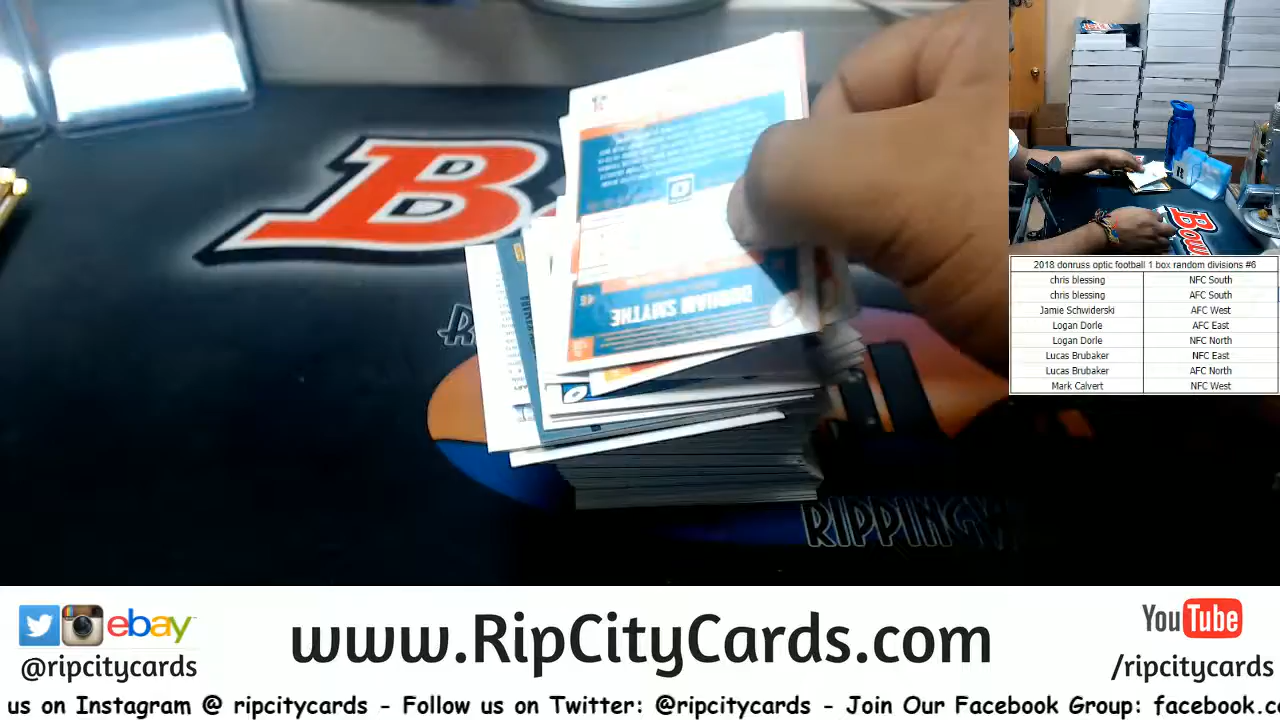 B
D
D
DURHAM SMYTHE
RIPPING
2018 donruss optic football 1 box random divisions #6
chris blessing NFC South
chris blessing AFC South
Jamie Schwiderski AFC West
Logan Dorle AFC East
Logan Dorle NFC North
Lucas Brubaker NFC East
Lucas Brubaker AFC North
Mark Calvert NFC West
ebay
@ripcitycards
www.RipCityCards.com
YouTube
/ripcitycards
us on Instagram @ ripcitycards - Follow us on Twitter: @ripcitycards - Join Our Facebook Group: facebook.c